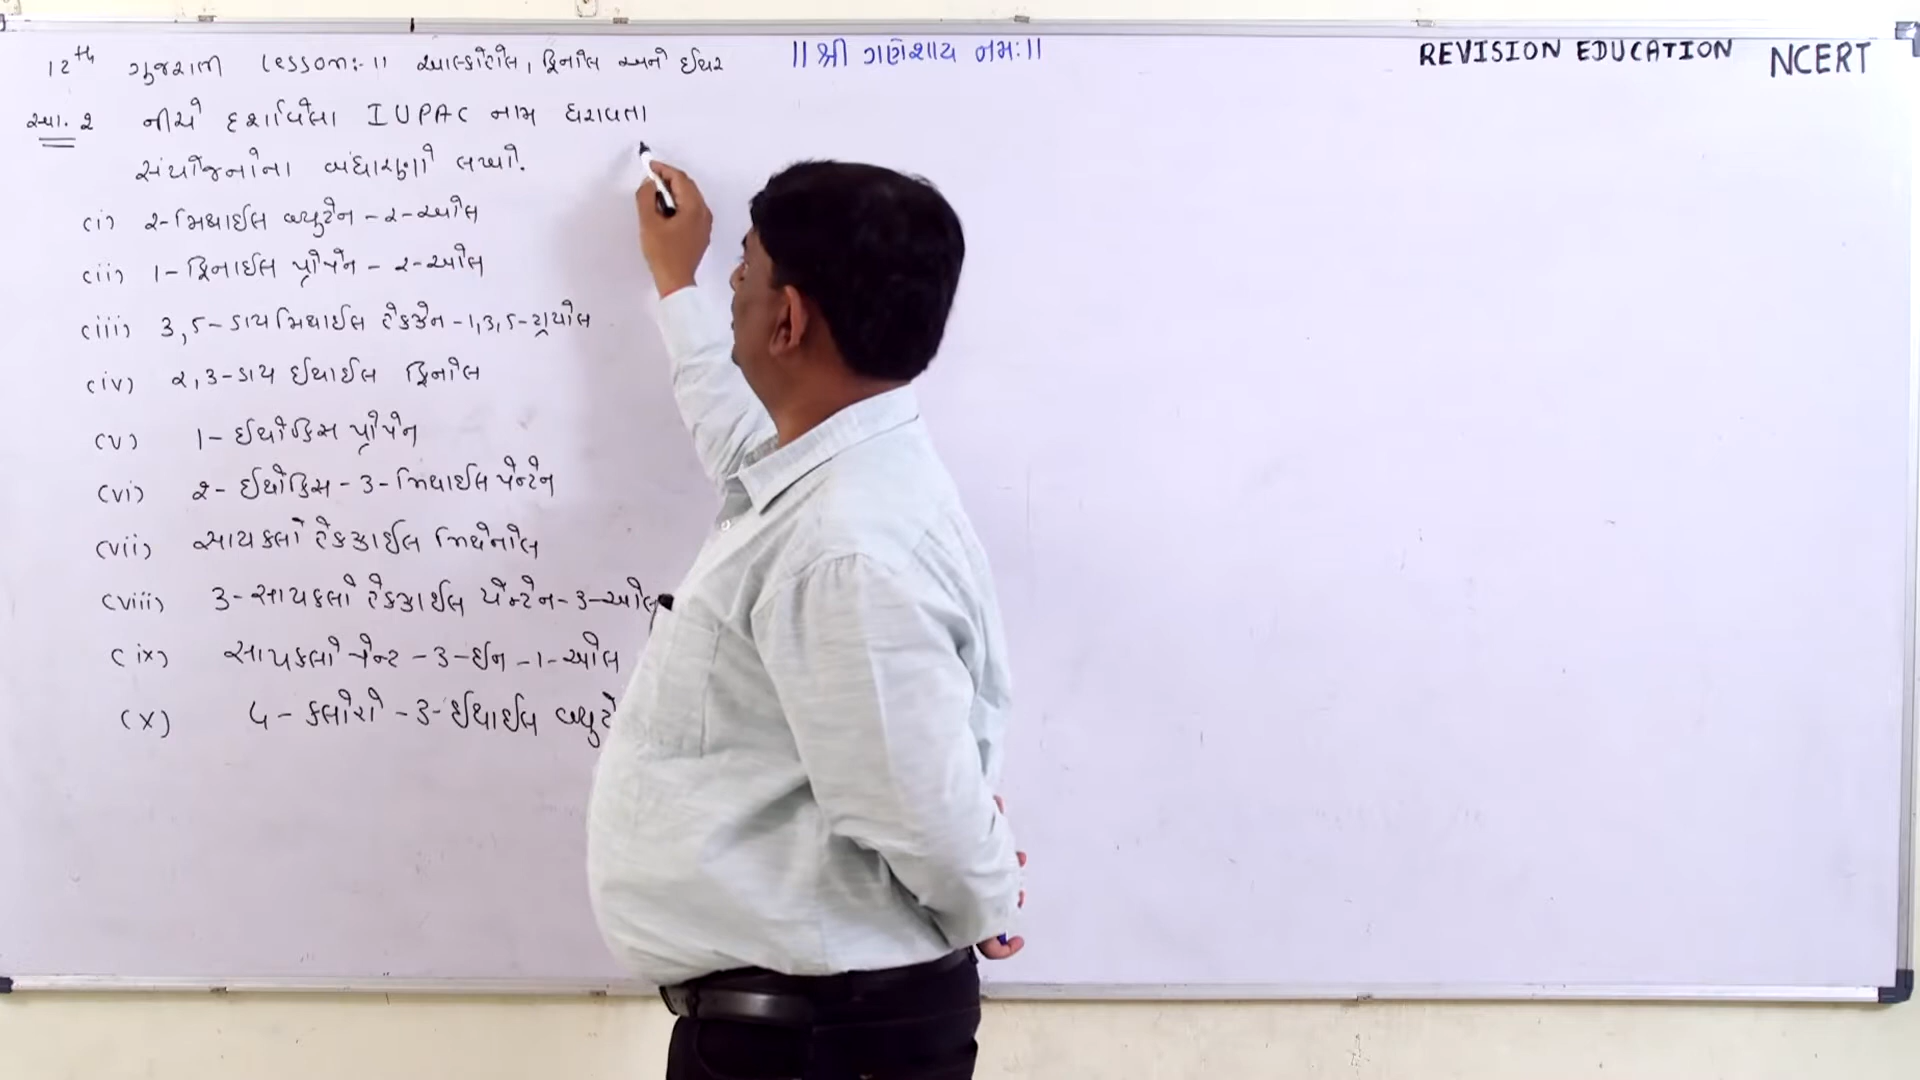 12th ગુજરાતી Lesson:-11 આલ્કોહોલ, ફિનોલ અને ઈથર
|| શ્રી ગણેશાય નમઃ ||
REVISION EDUCATION NCERT
સ્વા. 2 નીચે દર્શાવેલા IUPAC નામ ધરાવતા
સંયોજનોના બંધારણો લખો.
(i) 2-મિથાઈલ બ્યુટેન-2-ઓલ
(ii) 1-ફિનાઈલ પ્રોપેન-2-ઓલ
(iii) 3,5-ડાયમિથાઈલ હેક્ઝેન-1,3,5-ટ્રાયોલ
(iv) 2,3-ડાય ઈથાઈલ ફિનોલ
(v) 1-ઈથોક્સિ પ્રોપેન
(vi) 2-ઈથોક્સિ-3-મિથાઈલ પેન્ટેન
(vii) સાયકલો હેક્ઝાઈલ મિથેનોલ
(viii) 3-સાયકલો હેક્ઝાઈલ પેન્ટેન-3-ઓલ
(ix) સાયકલો પેન્ટ-3-ઈન-1-ઓલ
(x) 4-ક્લોરો-3-ઈથાઈલ